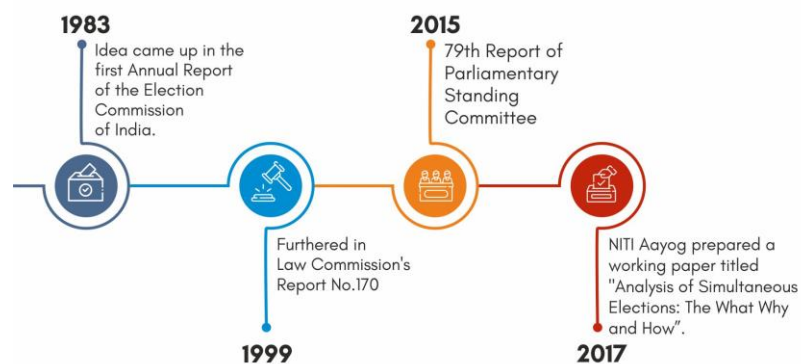 1983
Idea came up in the
first Annual Report
of the Election
Commission
of India.
2015
79th Report of
Parliamentary
Standing
Committee
Furthered in
Law Commission's
Report No.170
1999
NITI Aayog prepared a
working paper titled
"Analysis of Simultaneous
Elections: The What Why
and How”.
2017